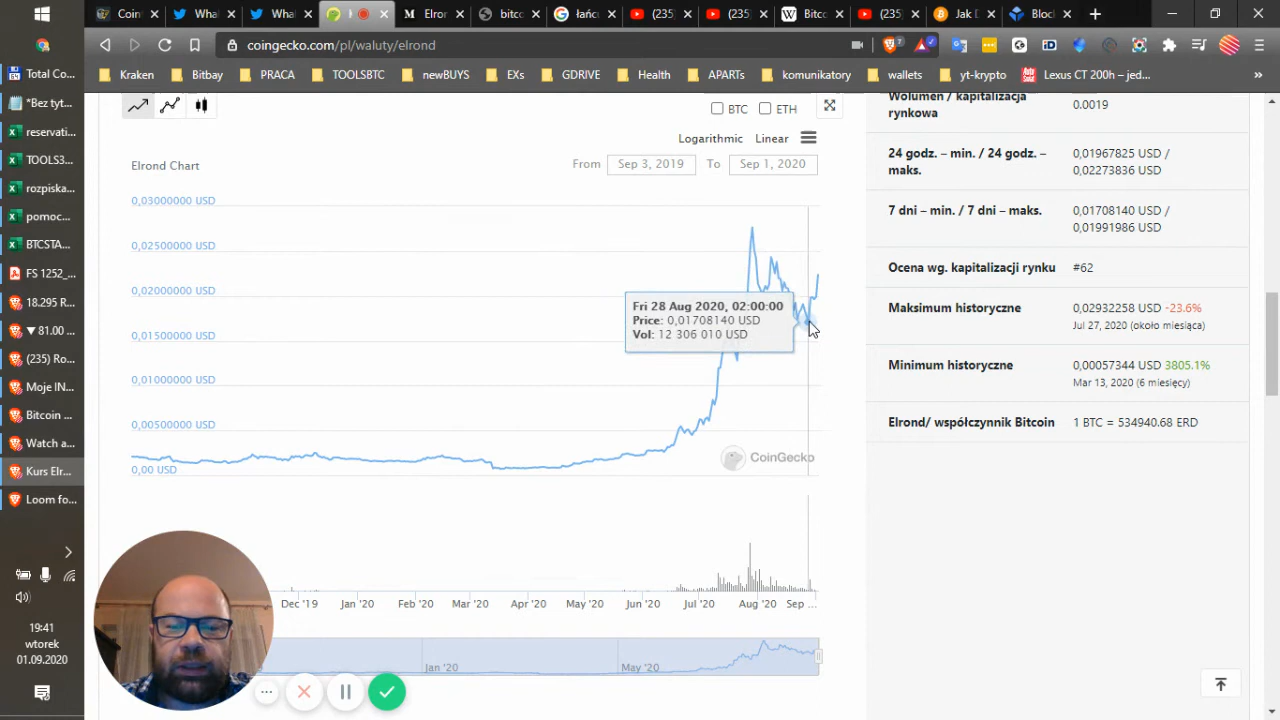 Total Co...
*Bez tyt...
reservati...
TOOLS3...
rozpiska...
pomoc...
BTCSTA...
FS 1252_...
18.295 R...
▼ 81.00 ...
(235) Ro...
Moje IN...
Bitcoin ...
Watch a...
Kurs Elr...
Loom fo...
19:41
wtorek
01.09.2020
Coin
Whal
Whal
Elror
bitco
łańcu
(235)
(235)
Bitco
(235)
Jak D
Block
coingecko.com/pl/waluty/elrond
Kraken
Bitbay
PRACA
TOOLSBTC
newBUYS
EXs
GDRIVE
Health
APARTs
komunikatory
wallets
yt-krypto
Lexus CT 200h – jed...
BTC
ETH
Logarithmic
Linear
Elrond Chart
From
Sep 3, 2019
To
Sep 1, 2020
0,03000000 USD
0,02500000 USD
0,02000000 USD
0,01500000 USD
0,01000000 USD
0,00500000 USD
0,00 USD
Fri 28 Aug 2020, 02:00:00
Price: 0,01708140 USD
Vol: 12 306 010 USD
CoinGecko
Dec '19
Jan '20
Feb '20
Mar '20
Apr '20
May '20
Jun '20
Jul '20
Aug '20
Sep ...
Jan '20
May '20
Wolumen / kapitalizacja
rynkowa
0.0019
24 godz. – min. / 24 godz. –
maks.
0,01967825 USD /
0,02273836 USD
7 dni – min. / 7 dni – maks.
0,01708140 USD /
0,01991986 USD
Ocena wg. kapitalizacji rynku
#62
Maksimum historyczne
0,02932258 USD -23.6%
Jul 27, 2020 (około miesiąca)
Minimum historyczne
0,00057344 USD 3805.1%
Mar 13, 2020 (6 miesięcy)
Elrond/ współczynnik Bitcoin
1 BTC = 534940.68 ERD